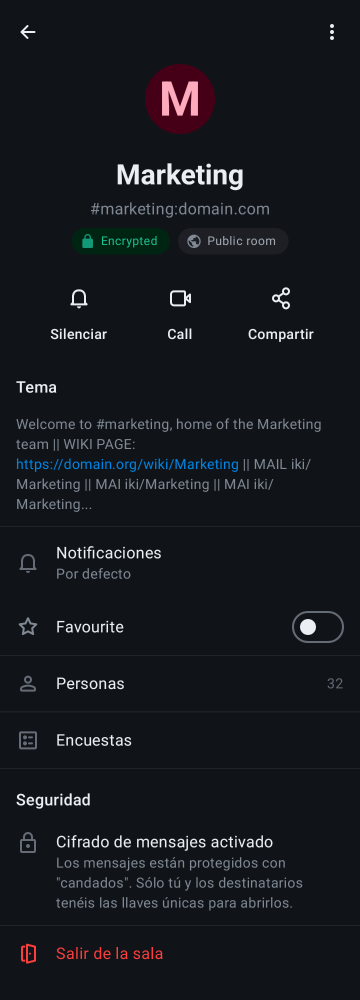 M
Marketing
#marketing:domain.com
Encrypted
Public room
Silenciar
Call
Compartir
Tema
Welcome to #marketing, home of the Marketing
team || WIKI PAGE:
https://domain.org/wiki/Marketing || MAIL iki/
Marketing || MAI iki/Marketing || MAI iki/
Marketing...
Notificaciones
Por defecto
Favourite
Personas 32
Encuestas
Seguridad
Cifrado de mensajes activado
Los mensajes están protegidos con
"candados". Sólo tú y los destinatarios
tenéis las llaves únicas para abrirlos.
Salir de la sala